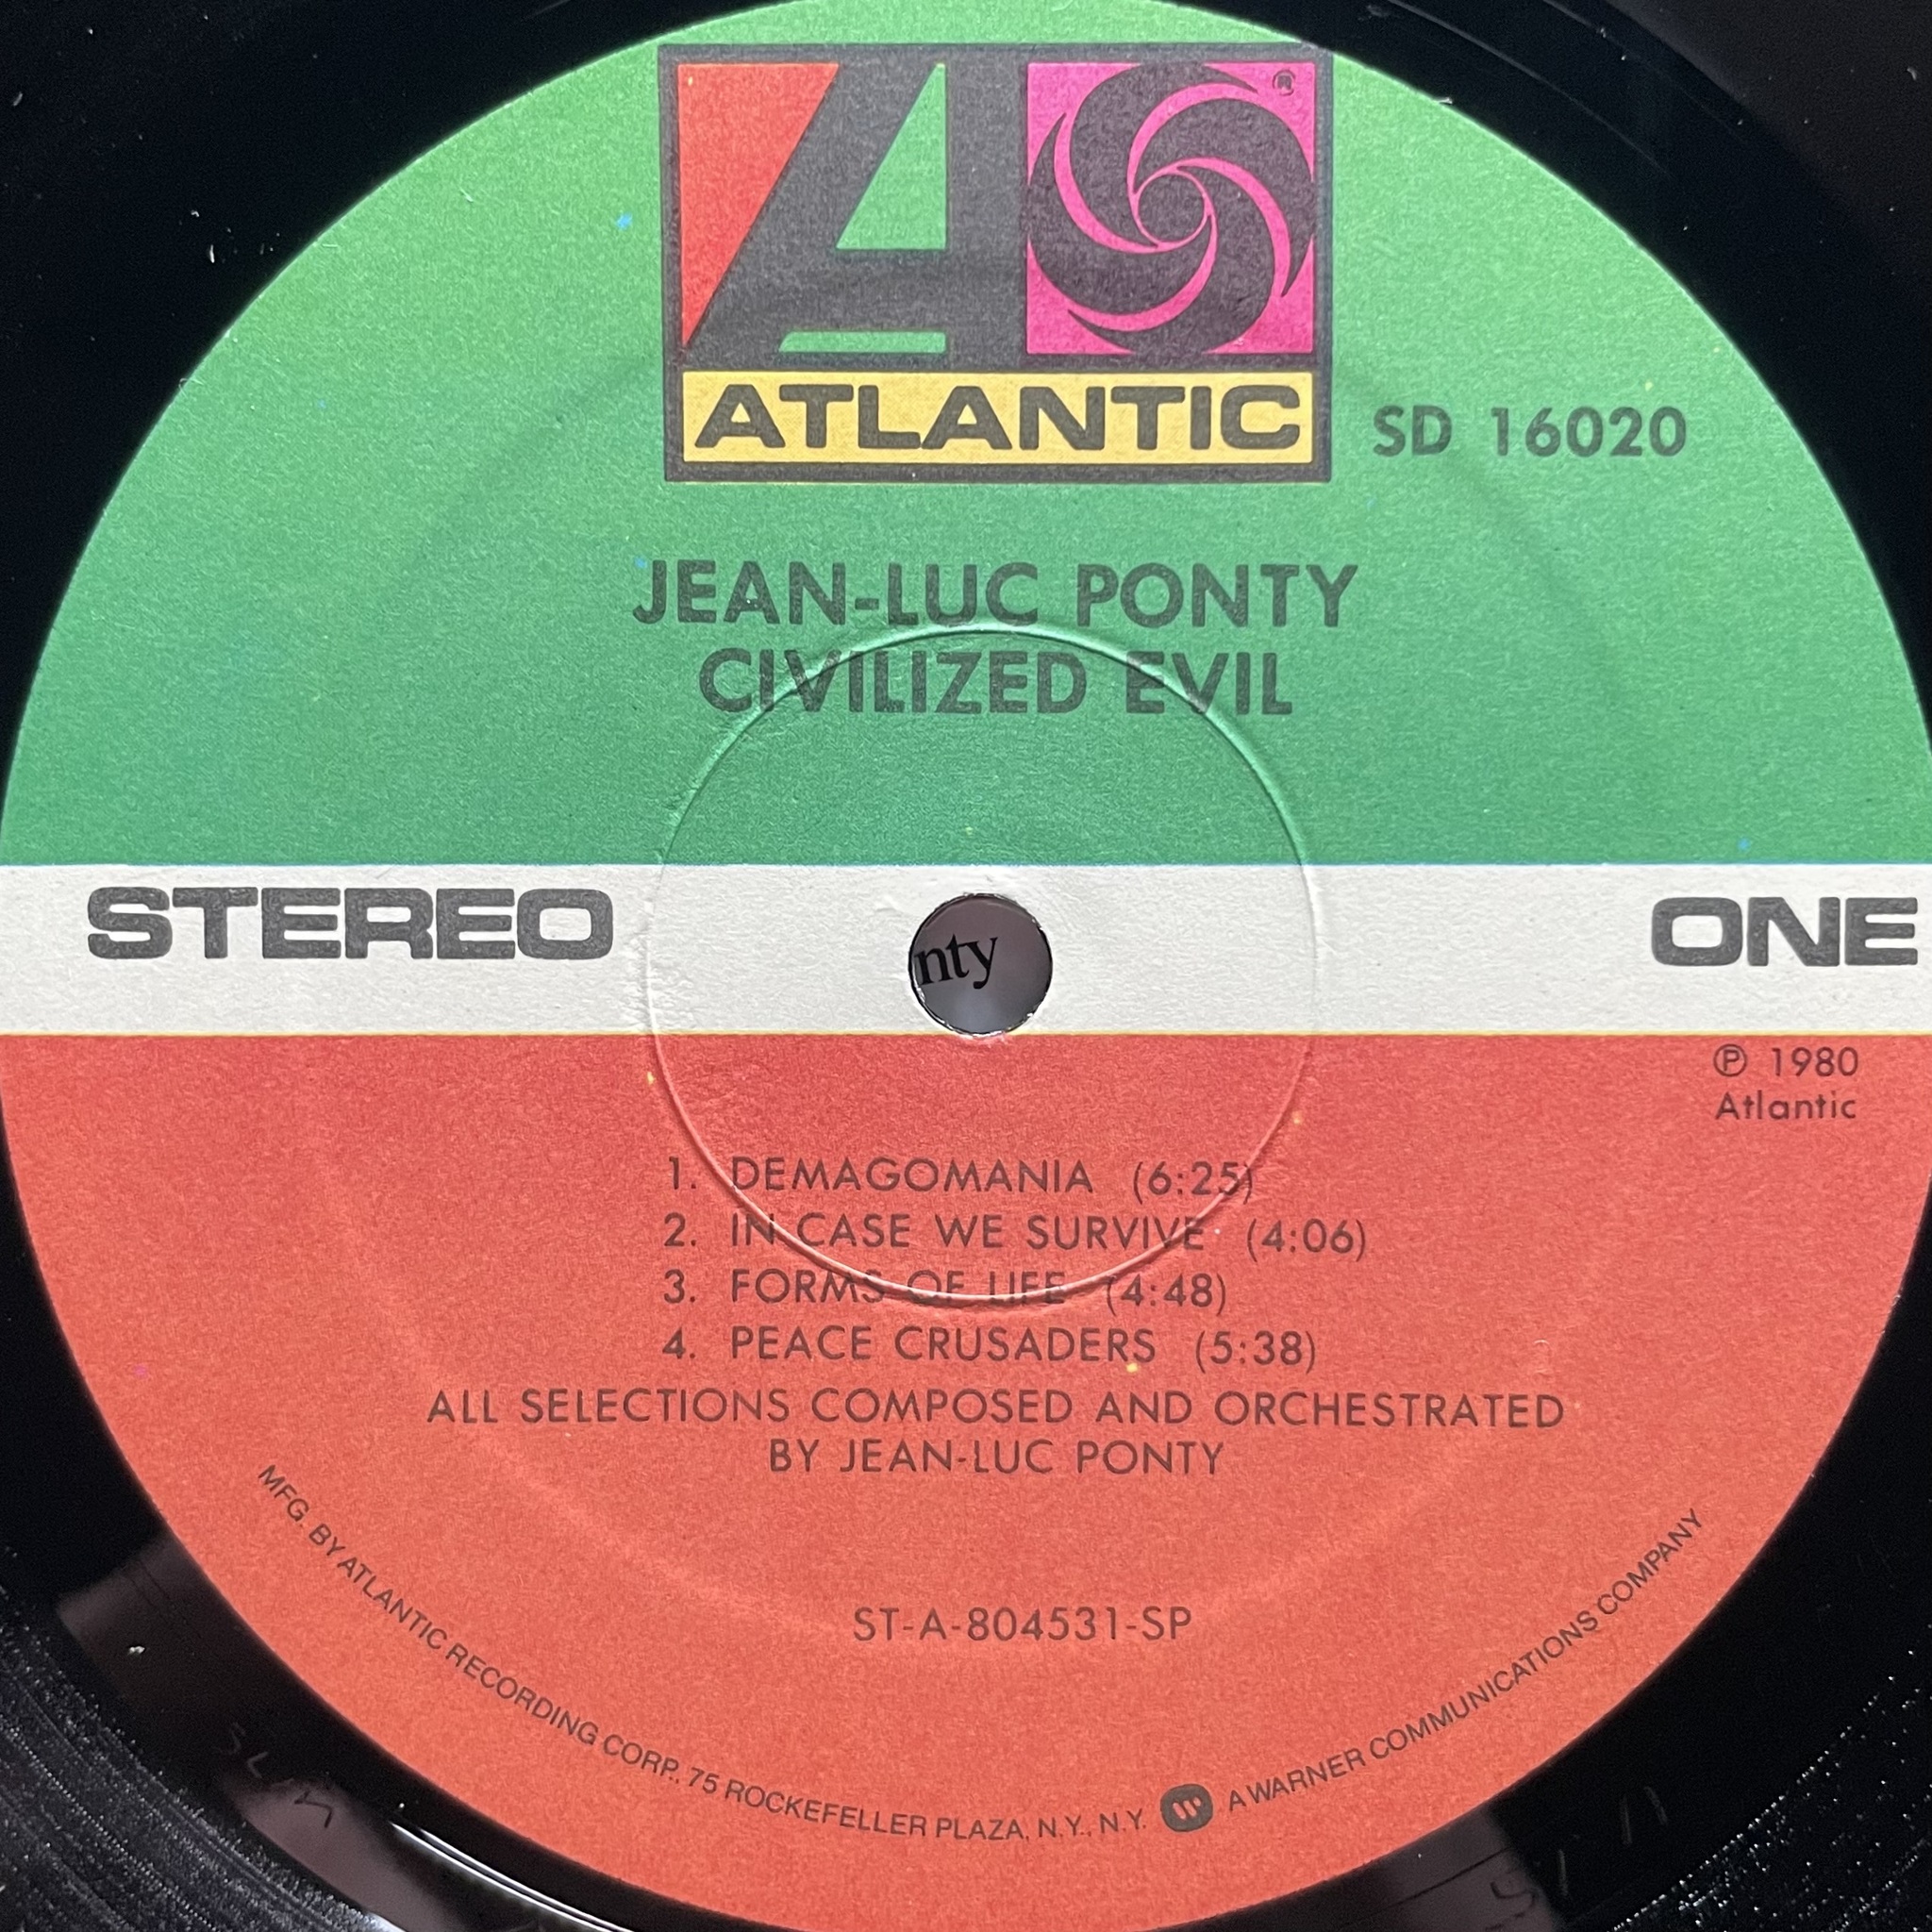 ATLANTIC
®
SD 16020
JEAN-LUC PONTY
CIVILIZED EVIL
STEREO
nty
ONE
℗ 1980
Atlantic
1. DEMAGOMANIA (6:25)
2. IN CASE WE SURVIVE (4:06)
3. FORMS OF LIFE (4:48)
4. PEACE CRUSADERS (5:38)
ALL SELECTIONS COMPOSED AND ORCHESTRATED
BY JEAN-LUC PONTY
ST-A-804531-SP
MFG. BY ATLANTIC RECORDING CORP., 75 ROCKEFELLER PLAZA, N.Y., N.Y. W A WARNER COMMUNICATIONS COMPANY